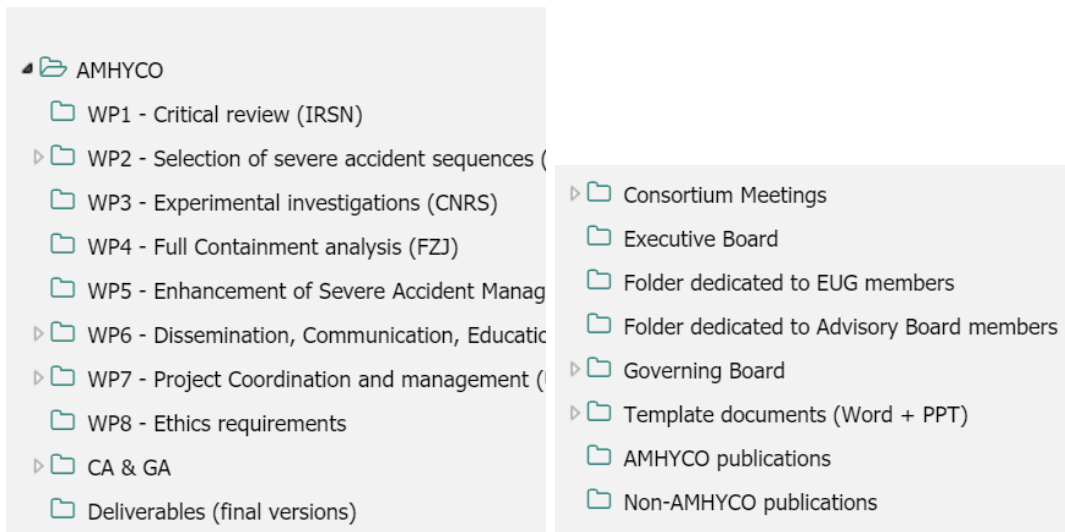 AMHYCO
WP1 - Critical review (IRSN)
WP2 - Selection of severe accident sequences (
WP3 - Experimental investigations (CNRS)
WP4 - Full Containment analysis (FZJ)
WP5 - Enhancement of Severe Accident Manag
WP6 - Dissemination, Communication, Educatio
WP7 - Project Coordination and management (
WP8 - Ethics requirements
CA & GA
Deliverables (final versions)
Consortium Meetings
Executive Board
Folder dedicated to EUG members
Folder dedicated to Advisory Board members
Governing Board
Template documents (Word + PPT)
AMHYCO publications
Non-AMHYCO publications